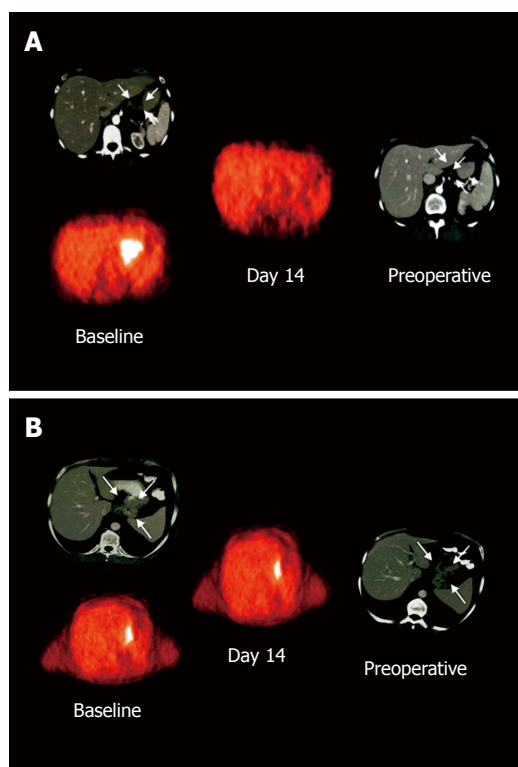 A
Day 14
Preoperative
Baseline
B
Day 14
Preoperative
Baseline